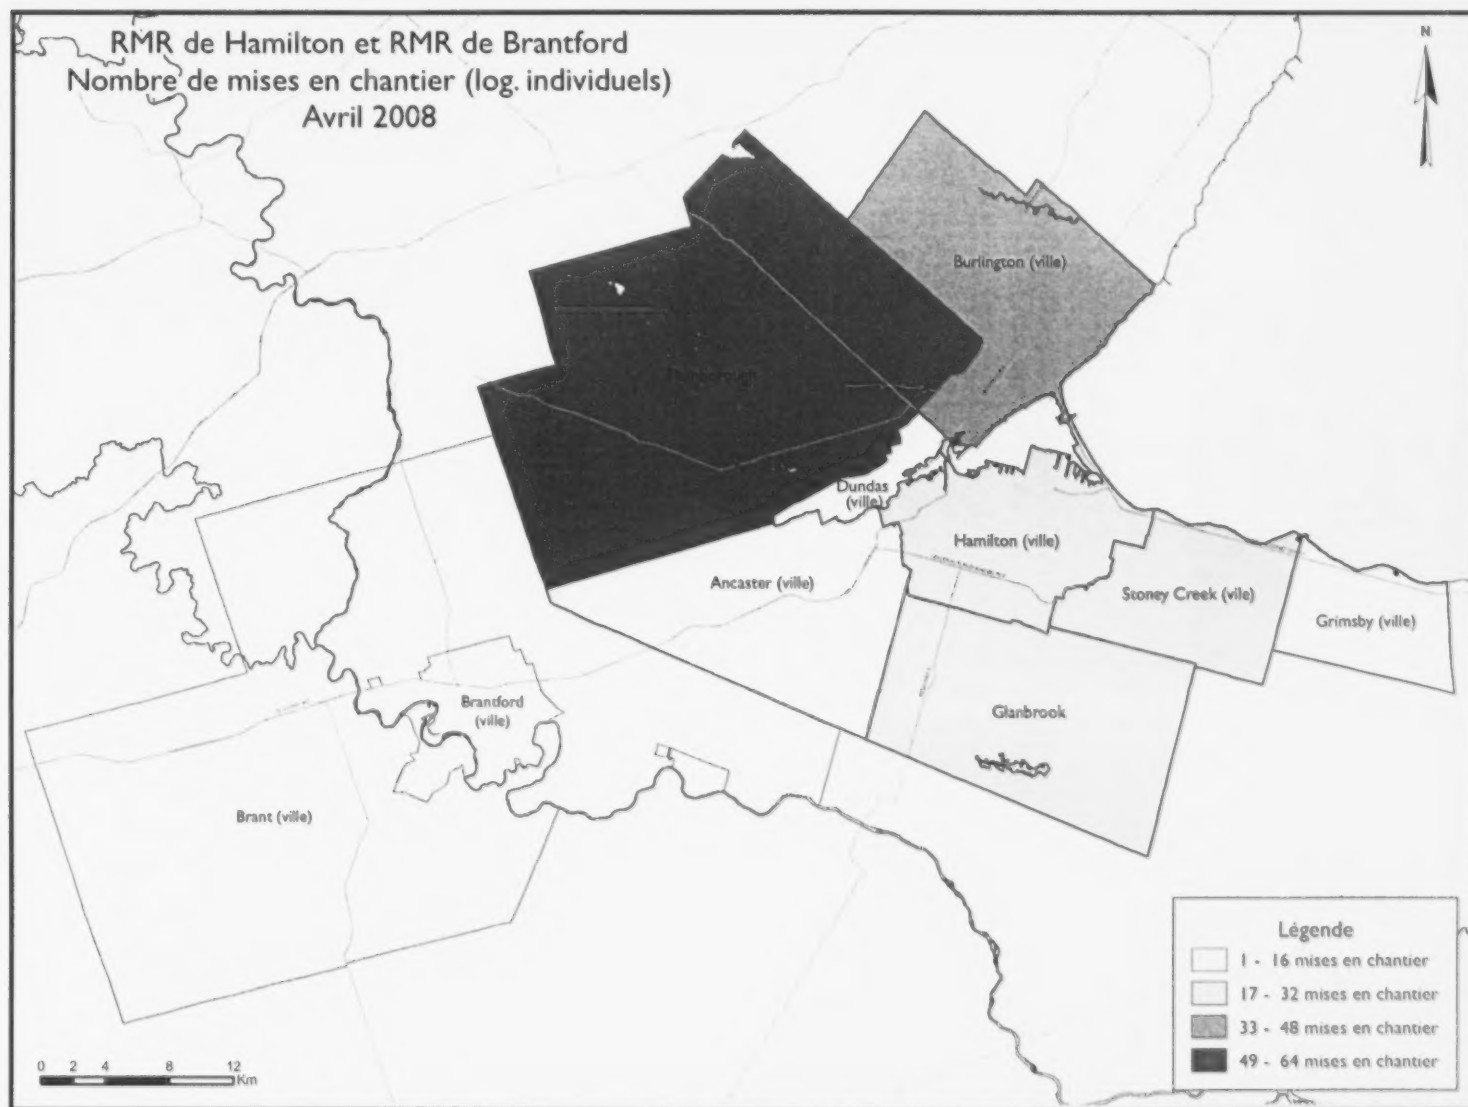 RMR de Hamilton et RMR de Brantford
Nombre de mises en chantier (log. individuels)
Avril 2008
N
Burlington (ville)
Flamborough
Dundas
(ville)
Hamilton (ville)
Ancaster (ville)
Stoney Creek (vile)
Grimsby (ville)
Brantford
(ville)
Glanbrook
Brant (ville)
Légende
1 - 16 mises en chantier
17 - 32 mises en chantier
33 - 48 mises en chantier
49 - 64 mises en chantier
0 2 4 8 12
Km